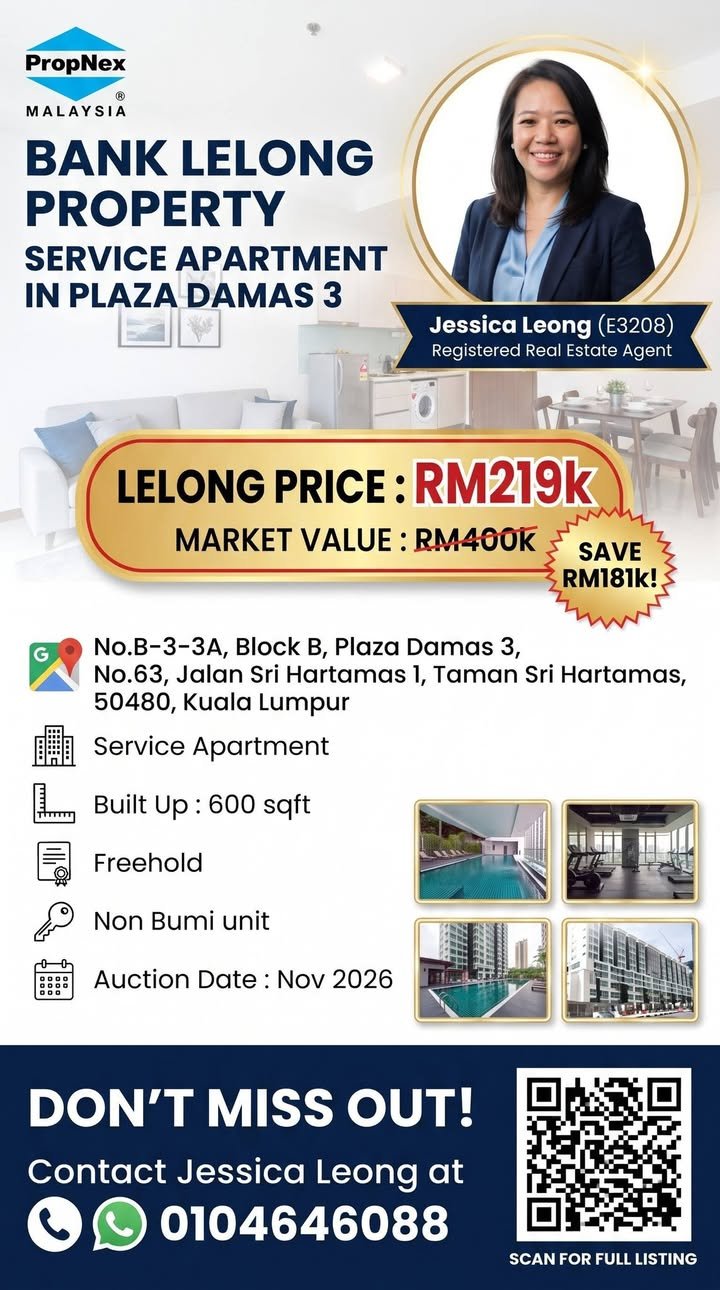 PropNex
®
MALAYSIA
BANK LELONG
PROPERTY
SERVICE APARTMENT
IN PLAZA DAMAS 3
Jessica Leong (E3208)
Registered Real Estate Agent
LELONG PRICE : RM219k
MARKET VALUE : RM400k
SAVE
RM181k!
G
No.B-3-3A, Block B, Plaza Damas 3,
No.63, Jalan Sri Hartamas 1, Taman Sri Hartamas,
50480, Kuala Lumpur
Service Apartment
Built Up : 600 sqft
Freehold
Non Bumi unit
Auction Date : Nov 2026
DON'T MISS OUT!
Contact Jessica Leong at
0104646088
SCAN FOR FULL LISTING